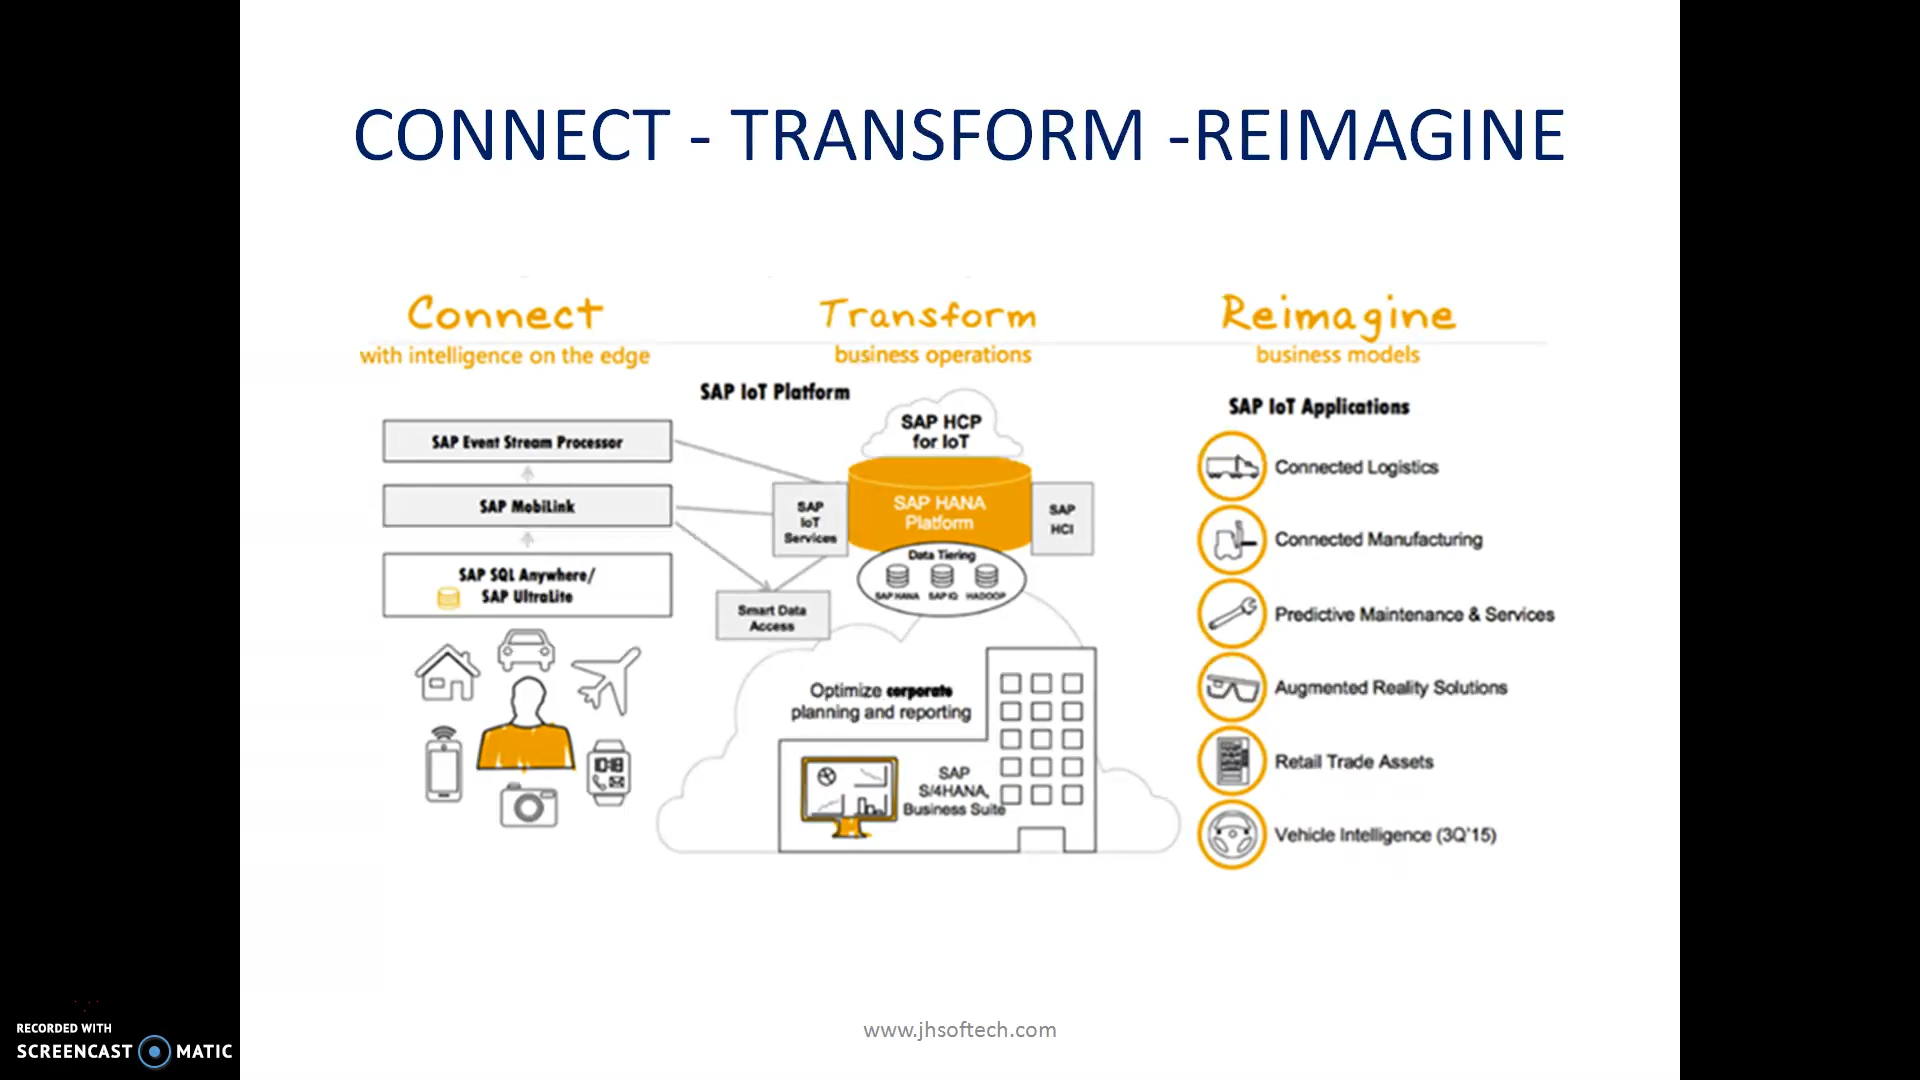 CONNECT - TRANSFORM -REIMAGINE
Connect
with intelligence on the edge
SAP Event Stream Processor
SAP MobiLink
SAP SQL Anywhere/
SAP UltraLite
10:18
Transform
business operations
SAP IoT Platform
SAP HCP
for IoT
SAP HANA
Platform
SAP
IoT
Services
SAP
HCI
Data Tiering
SAP HANA SAP IQ HADOOP
Smart Data
Access
Optimize corporate
planning and reporting
SAP
S/4HANA,
Business Suite
Reimagine
business models
SAP IoT Applications
Connected Logistics
Connected Manufacturing
Predictive Maintenance & Services
Augmented Reality Solutions
Retail Trade Assets
Vehicle Intelligence (3Q'15)
www.jhsoftech.com
RECORDED WITH
SCREENCAST MATIC